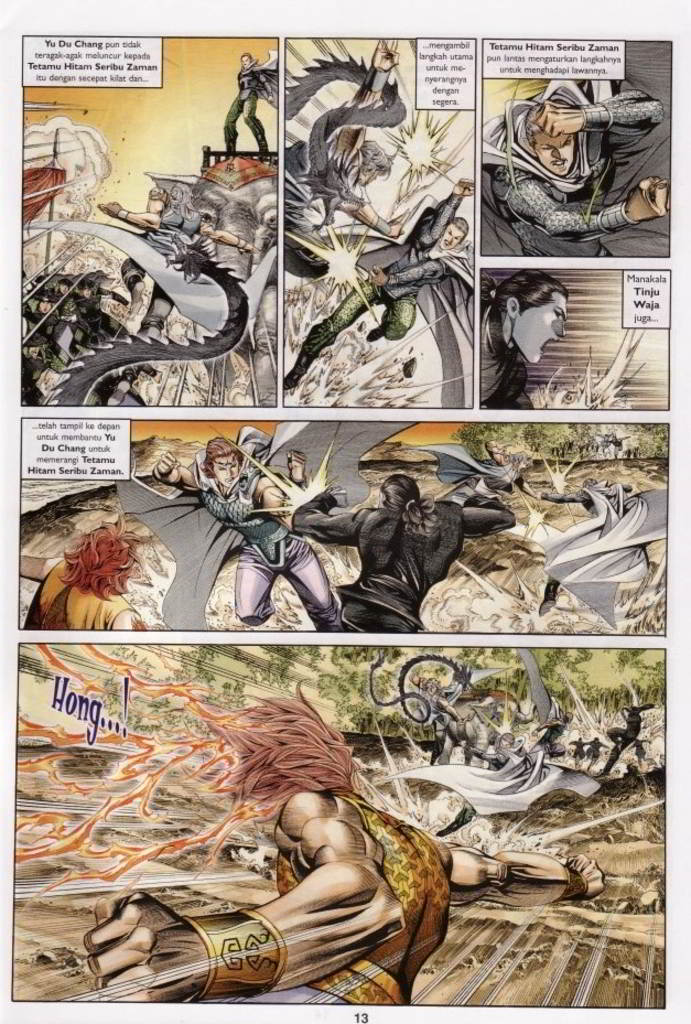 Yu Du Chang pun tidak
teragak-agak meluncur kepada
Tetamu Hitam Seribu Zaman
itu dengan secepat kilat dan...
...mengambil
langkah utama
untuk me-
nyerangnya
dengan
segera.
Tetamu Hitam Seribu Zaman
pun lantas mengaturkan langkahnya
untuk menghadapi lawannya.
Manakala
Tinju
Waja
juga...
...telah tampil ke depan
untuk membantu Yu
Du Chang untuk
memerangi Tetamu
Hitam Seribu Zaman.
Hong....!
13